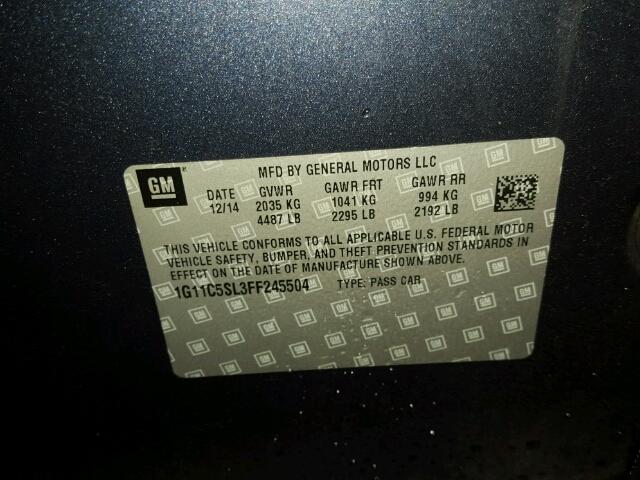 GM
MFD BY GENERAL MOTORS LLC
DATE GVWR GAWR FRT GAWR RR
12/14 2035 KG 1041 KG 994 KG
4487 LB 2295 LB 2192 LB
THIS VEHICLE CONFORMS TO ALL APPLICABLE U.S. FEDERAL MOTOR
VEHICLE SAFETY, BUMPER, AND THEFT PREVENTION STANDARDS IN
EFFECT ON THE DATE OF MANUFACTURE SHOWN ABOVE.
1G11C5SL3FF245504 TYPE: PASS CAR